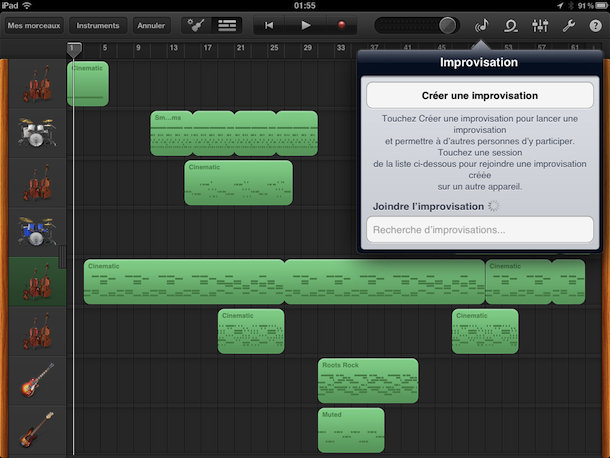 iPad 01:55 91 %
Mes morceaux Instruments Annuler
1 5 9 13 17 21 25 29 33 37 41 45 49 53 57 61
Improvisation
Créer une improvisation
Touchez Créer une improvisation pour lancer une
improvisation
et permettre à d'autres personnes d'y participer.
Touchez une session
de la liste ci-dessous pour rejoindre une improvisation
créée
sur un autre appareil.
Joindre l'improvisation
Recherche d'improvisations...
Cinematic
Sm...me
Cinematic
Cinematic Cinematic
Cinematic Cinematic
Roots Rock
Muted